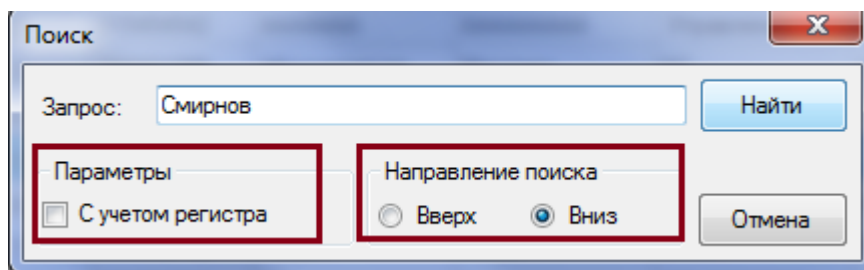 Поиск
Запрос: Смирнов Найти
Параметры Направление поиска
С учетом регистра Вверх Вниз Отмена